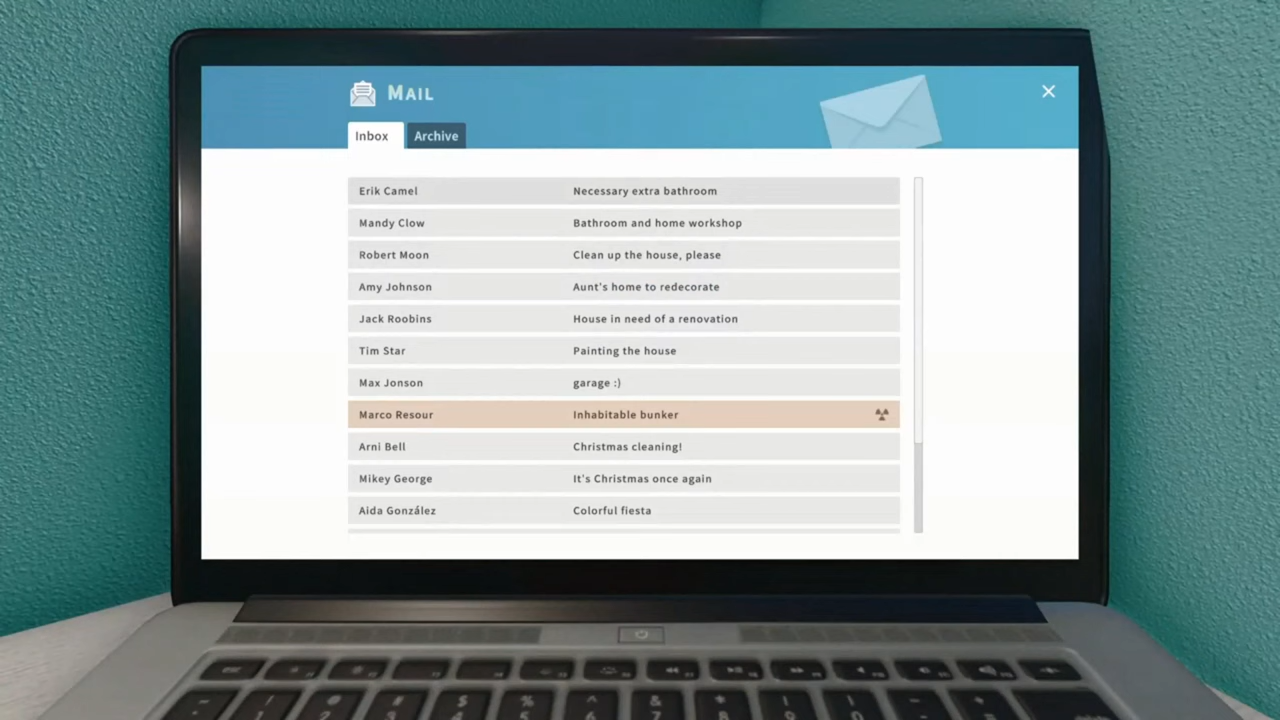 MAIL
Inbox Archive
Erik Camel Necessary extra bathroom
Mandy Clow Bathroom and home workshop
Robert Moon Clean up the house, please
Amy Johnson Aunt's home to redecorate
Jack Roobins House in need of a renovation
Tim Star Painting the house
Max Jonson garage :)
Marco Resour Inhabitable bunker
Arni Bell Christmas cleaning!
Mikey George It's Christmas once again
Aida González Colorful fiesta